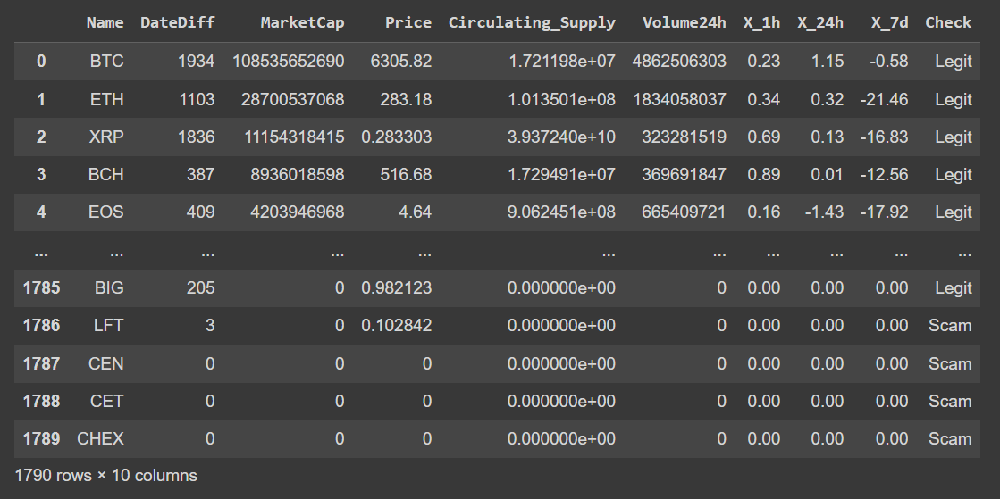 Name DateDiff MarketCap Price Circulating_Supply Volume24h X_1h X_24h X_7d Check
0 BTC 1934 108535652690 6305.82 1.721198e+07 4862506303 0.23 1.15 -0.58 Legit
1 ETH 1103 28700537068 283.18 1.013501e+08 1834058037 0.34 0.32 -21.46 Legit
2 XRP 1836 11154318415 0.283303 3.937240e+10 323281519 0.69 0.13 -16.83 Legit
3 BCH 387 8936018598 516.68 1.729491e+07 369691847 0.89 0.01 -12.56 Legit
4 EOS 409 4203946968 4.64 9.062451e+08 665409721 0.16 -1.43 -17.92 Legit
... ... ... ... ... ... ... ... ... ... ...
1785 BIG 205 0 0.982123 0.000000e+00 0 0.00 0.00 0.00 Legit
1786 LFT 3 0 0.102842 0.000000e+00 0 0.00 0.00 0.00 Scam
1787 CEN 0 0 0 0.000000e+00 0 0.00 0.00 0.00 Scam
1788 CET 0 0 0 0.000000e+00 0 0.00 0.00 0.00 Scam
1789 CHEX 0 0 0 0.000000e+00 0 0.00 0.00 0.00 Scam
1790 rows × 10 columns